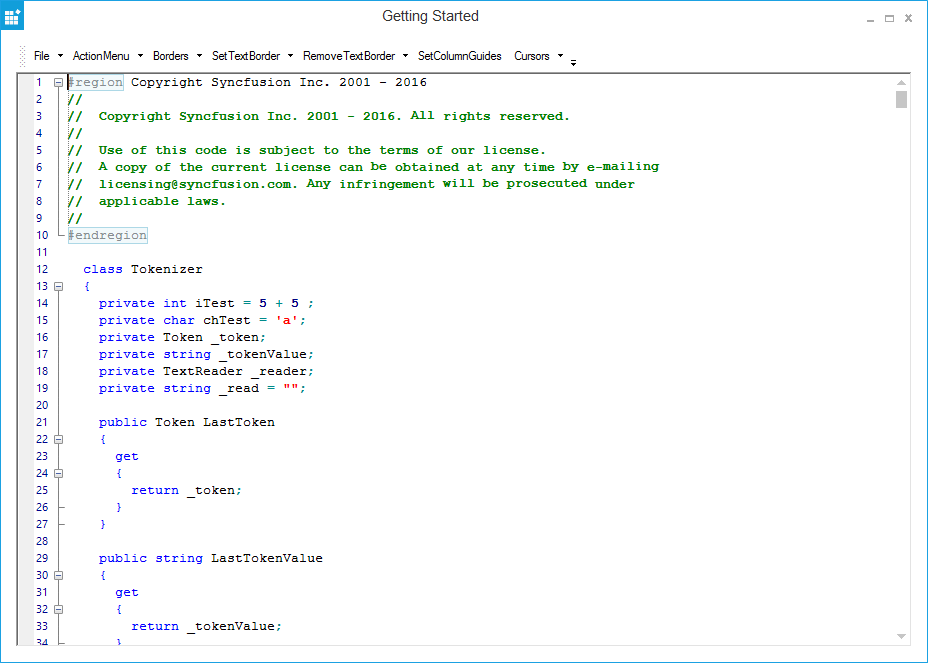 Getting Started
File ActionMenu Borders SetTextBorder RemoveTextBorder SetColumnGuides Cursors
1 #region Copyright Syncfusion Inc. 2001 - 2016
2 //
3 //  Copyright Syncfusion Inc. 2001 - 2016. All rights reserved.
4 //
5 //  Use of this code is subject to the terms of our license.
6 //  A copy of the current license can be obtained at any time by e-mailing
7 //  licensing@syncfusion.com. Any infringement will be prosecuted under
8 //  applicable laws.
9 //
10 #endregion
11
12   class Tokenizer
13   {
14     private int iTest = 5 + 5 ;
15     private char chTest = 'a';
16     private Token _token;
17     private string _tokenValue;
18     private TextReader _reader;
19     private string _read = "";
20
21     public Token LastToken
22     {
23       get
24       {
25         return _token;
26       }
27     }
28
29     public string LastTokenValue
30     {
31       get
32       {
33         return _tokenValue;
34       }